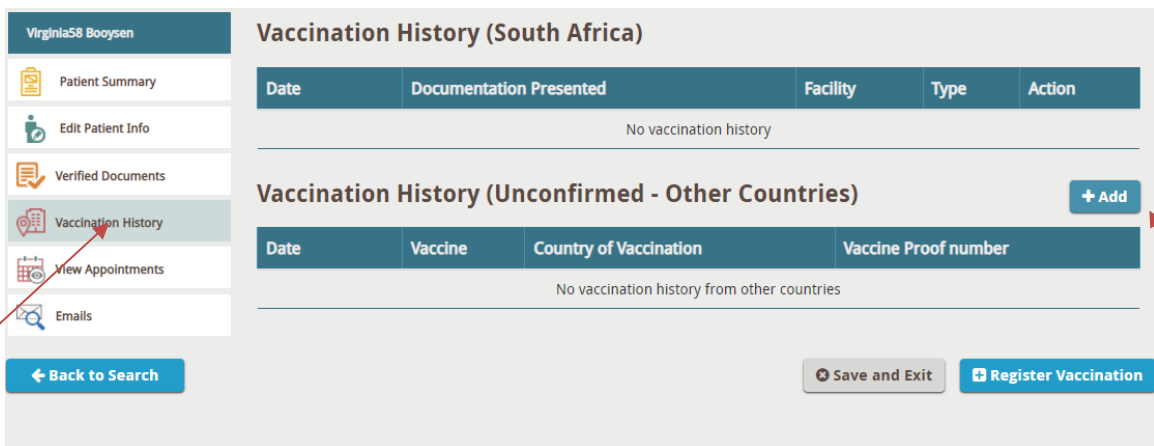 Virginia58 Booysen
Patient Summary
Edit Patient Info
Verified Documents
Vaccination History
View Appointments
Emails
Back to Search
Vaccination History (South Africa)
Date Documentation Presented Facility Type Action
No vaccination history
Vaccination History (Unconfirmed - Other Countries)
Add
Date Vaccine Country of Vaccination Vaccine Proof number
No vaccination history from other countries
Save and Exit
Register Vaccination